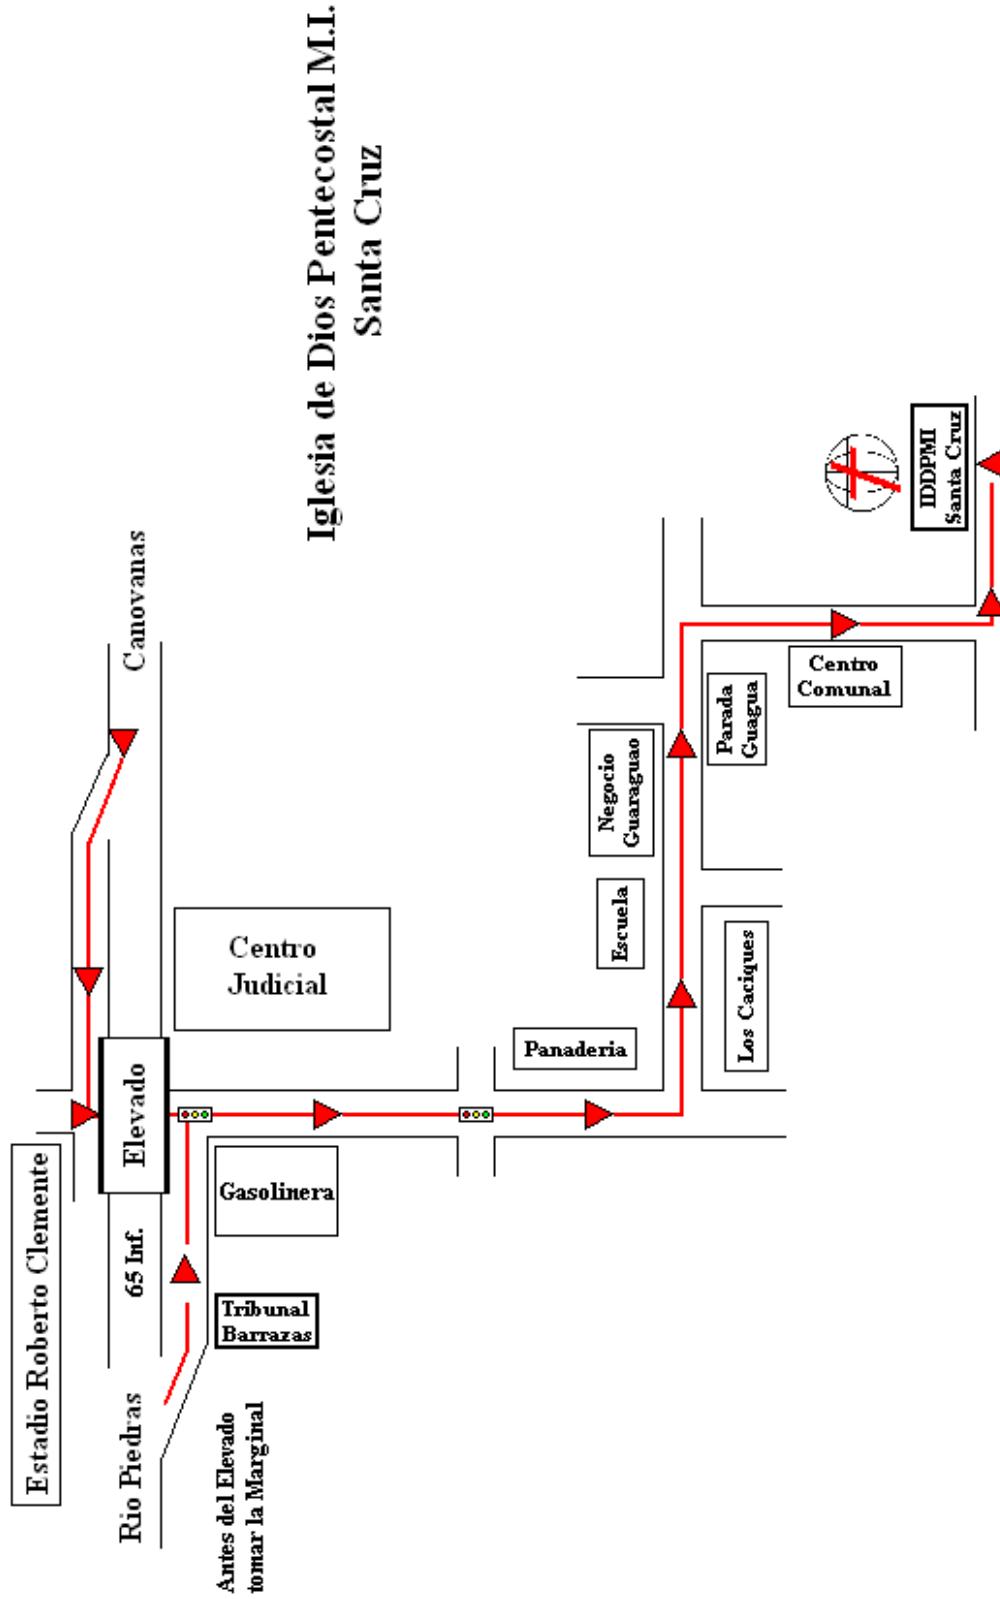 Iglesia de Dios Pentecostal M.I.
Santa Cruz
Estadio Roberto Clemente
Rio Piedras
65 Inf.
Elevado
Canovanas
Antes del Elevado
tomar la Marginal
Tribunal
Barrazas
Gasolinera
Centro
Judicial
Panaderia
Escuela
Negocio
Guaraguao
Los Caciques
Parada
Guagua
Centro
Comunal
IDDPMI
Santa Cruz